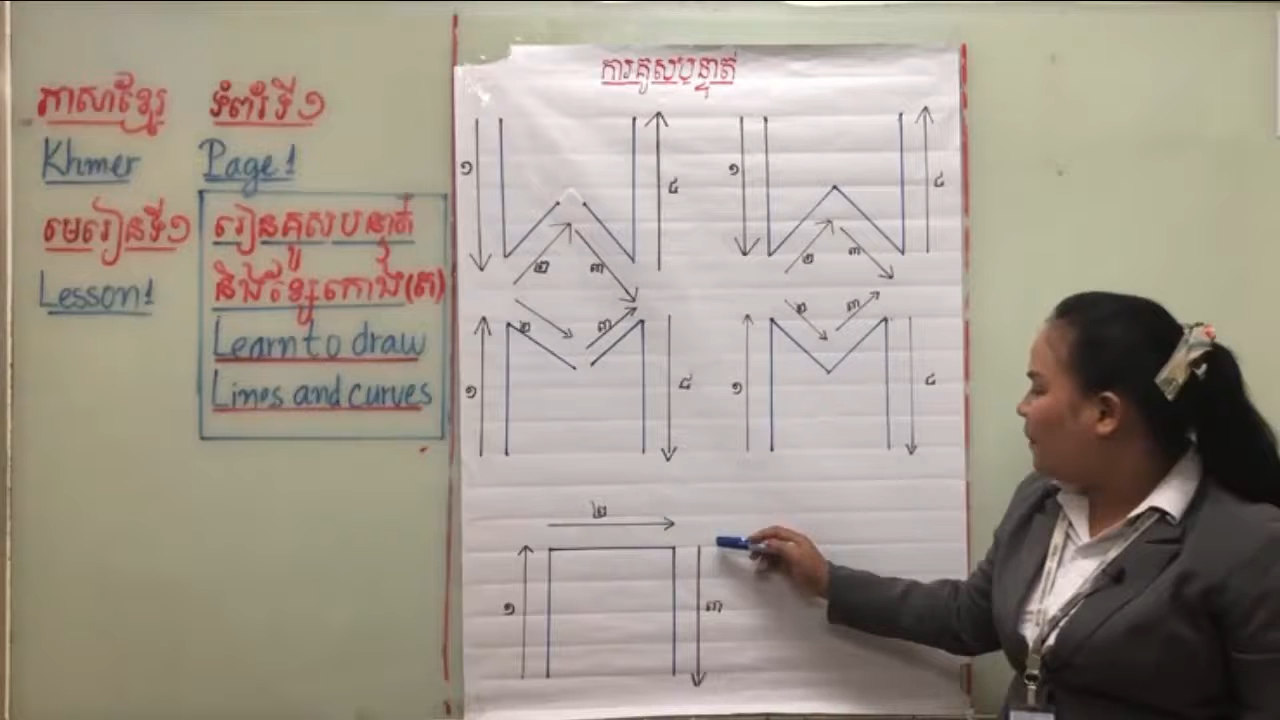 ភាសាខ្មែរ
ទំព័រទី១
Khmer
Page 1
មេរៀនទី១
Lesson 1
រៀនគូសបន្ទាត់
និងខ្សែកោង(ត)
Learn to draw
Lines and curves
ការគូសបន្ទាត់
១
៤
២
៣
១
៤
២
៣
១
២
៣
៤
១
២
៣
៤
២
១
៣